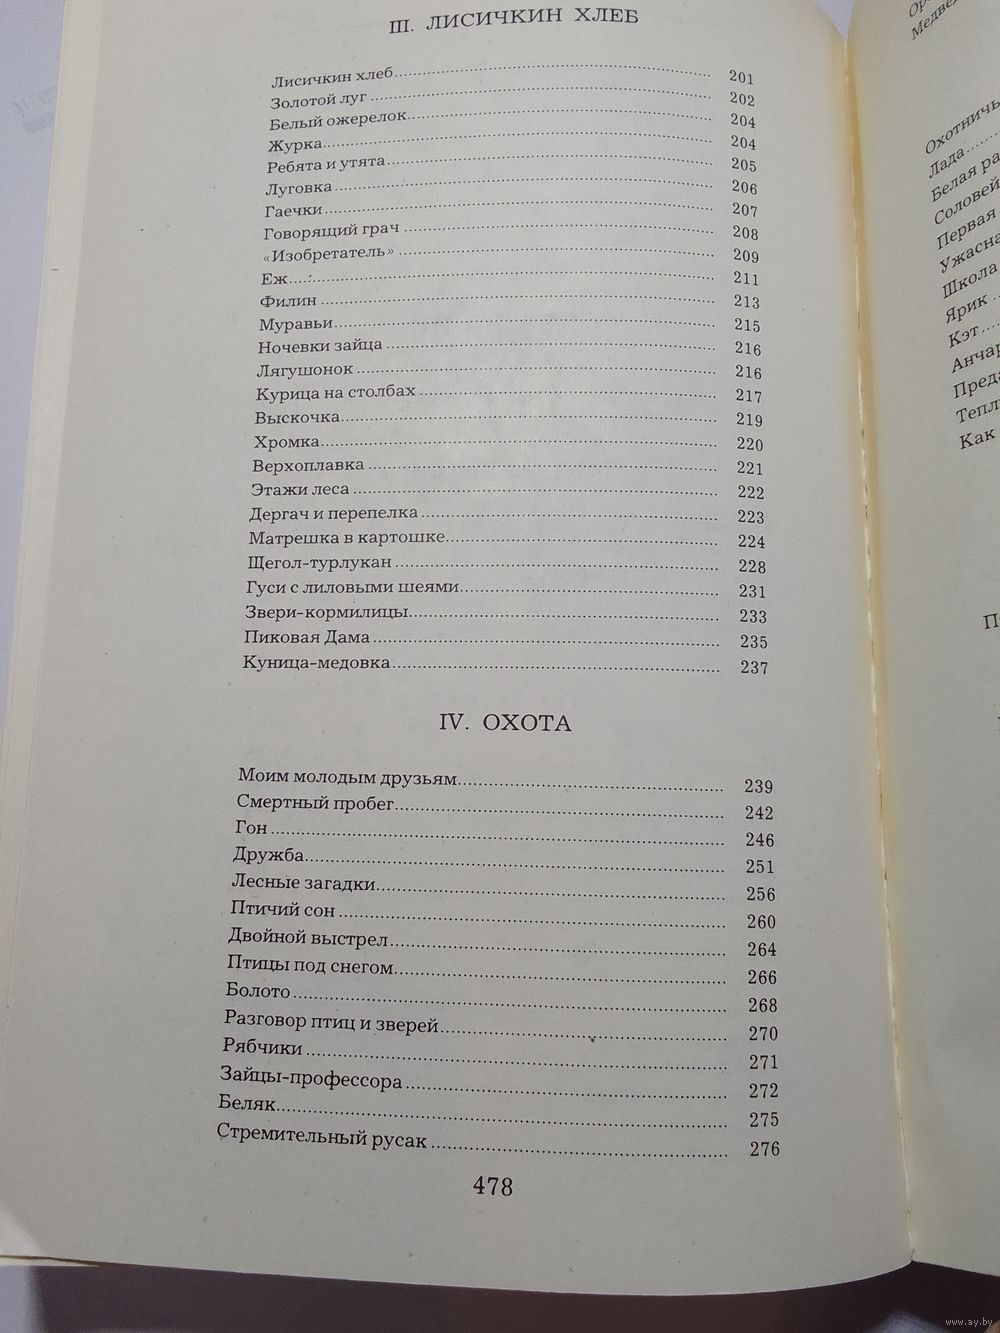 III. ЛИСИЧКИН ХЛЕБ
Лисичкин хлеб 201
Золотой луг 202
Белый ожерелок 204
Журка 204
Ребята и утята 205
Луговка 206
Гаечки 207
Говорящий грач 208
«Изобретатель» 209
Еж 211
Филин 213
Муравьи 215
Ночевки зайца 216
Лягушонок 216
Курица на столбах 217
Выскочка 219
Хромка 220
Верхоплавка 221
Этажи леса 222
Дергач и перепелка 223
Матрешка в картошке 224
Щегол-турлукан 228
Гуси с лиловыми шеями 231
Звери-кормилицы 233
Пиковая Дама 235
Куница-медовка 237
IV. ОХОТА
Моим молодым друзьям 239
Смертный пробег 242
Гон 246
Дружба 251
Лесные загадки 256
Птичий сон 260
Двойной выстрел 264
Птицы под снегом 266
Болото 268
Разговор птиц и зверей 270
Рябчики 271
Зайцы-профессора 272
Беляк 275
Стремительный русак 276
478
Лада
Белая
Соловей
Первая
Школа
Ярик
Кэт
Как
www.ay.by